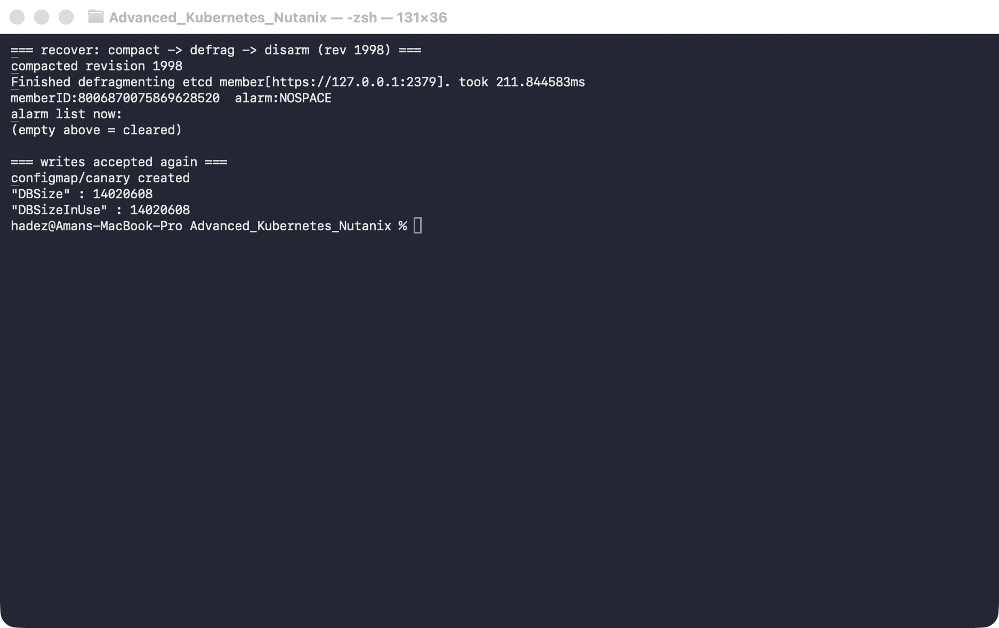 Advanced_Kubernetes_Nutanix — -zsh — 131×36
=== recover: compact -> defrag -> disarm (rev 1998) ===
compacted revision 1998
Finished defragmenting etcd member[https://127.0.0.1:2379]. took 211.844583ms
memberID:8006870075869628520  alarm:NOSPACE
alarm list now:
(empty above = cleared)
=== writes accepted again ===
configmap/canary created
"DBSize" : 14020608
"DBSizeInUse" : 14020608
hadez@Amans-MacBook-Pro Advanced_Kubernetes_Nutanix %